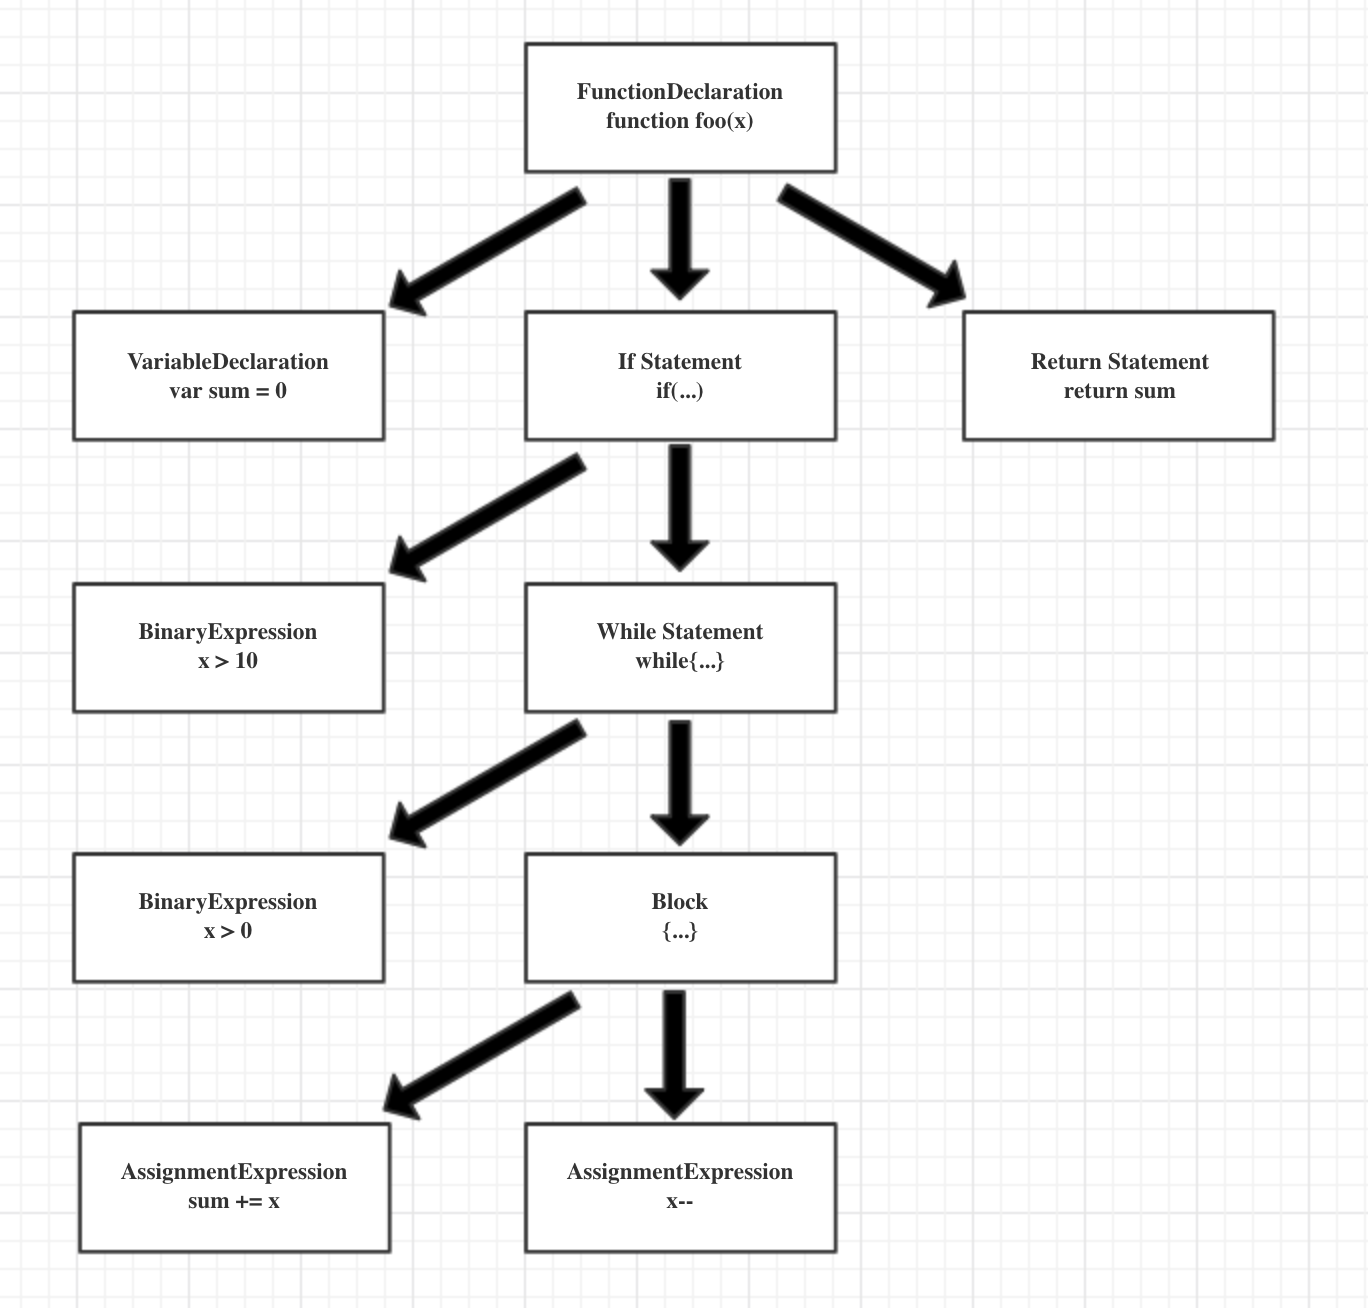 FunctionDeclaration
function foo(x)
VariableDeclaration
var sum = 0
If Statement
if(...)
Return Statement
return sum
BinaryExpression
x > 10
While Statement
while{...}
BinaryExpression
x > 0
Block
{...}
AssignmentExpression
sum += x
AssignmentExpression
x--